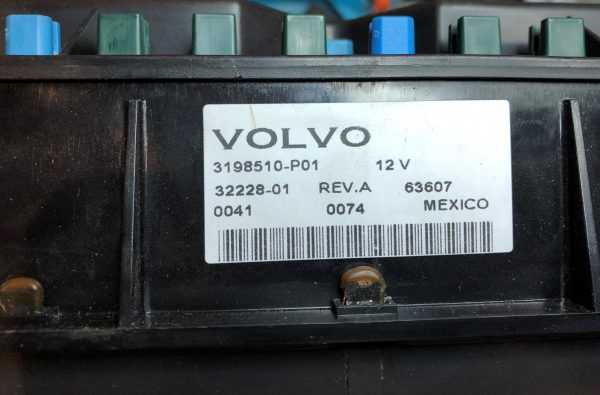 VOLVO
3198510-P01 12 V
32228-01 REV.A 63607
0041 0074 MEXICO